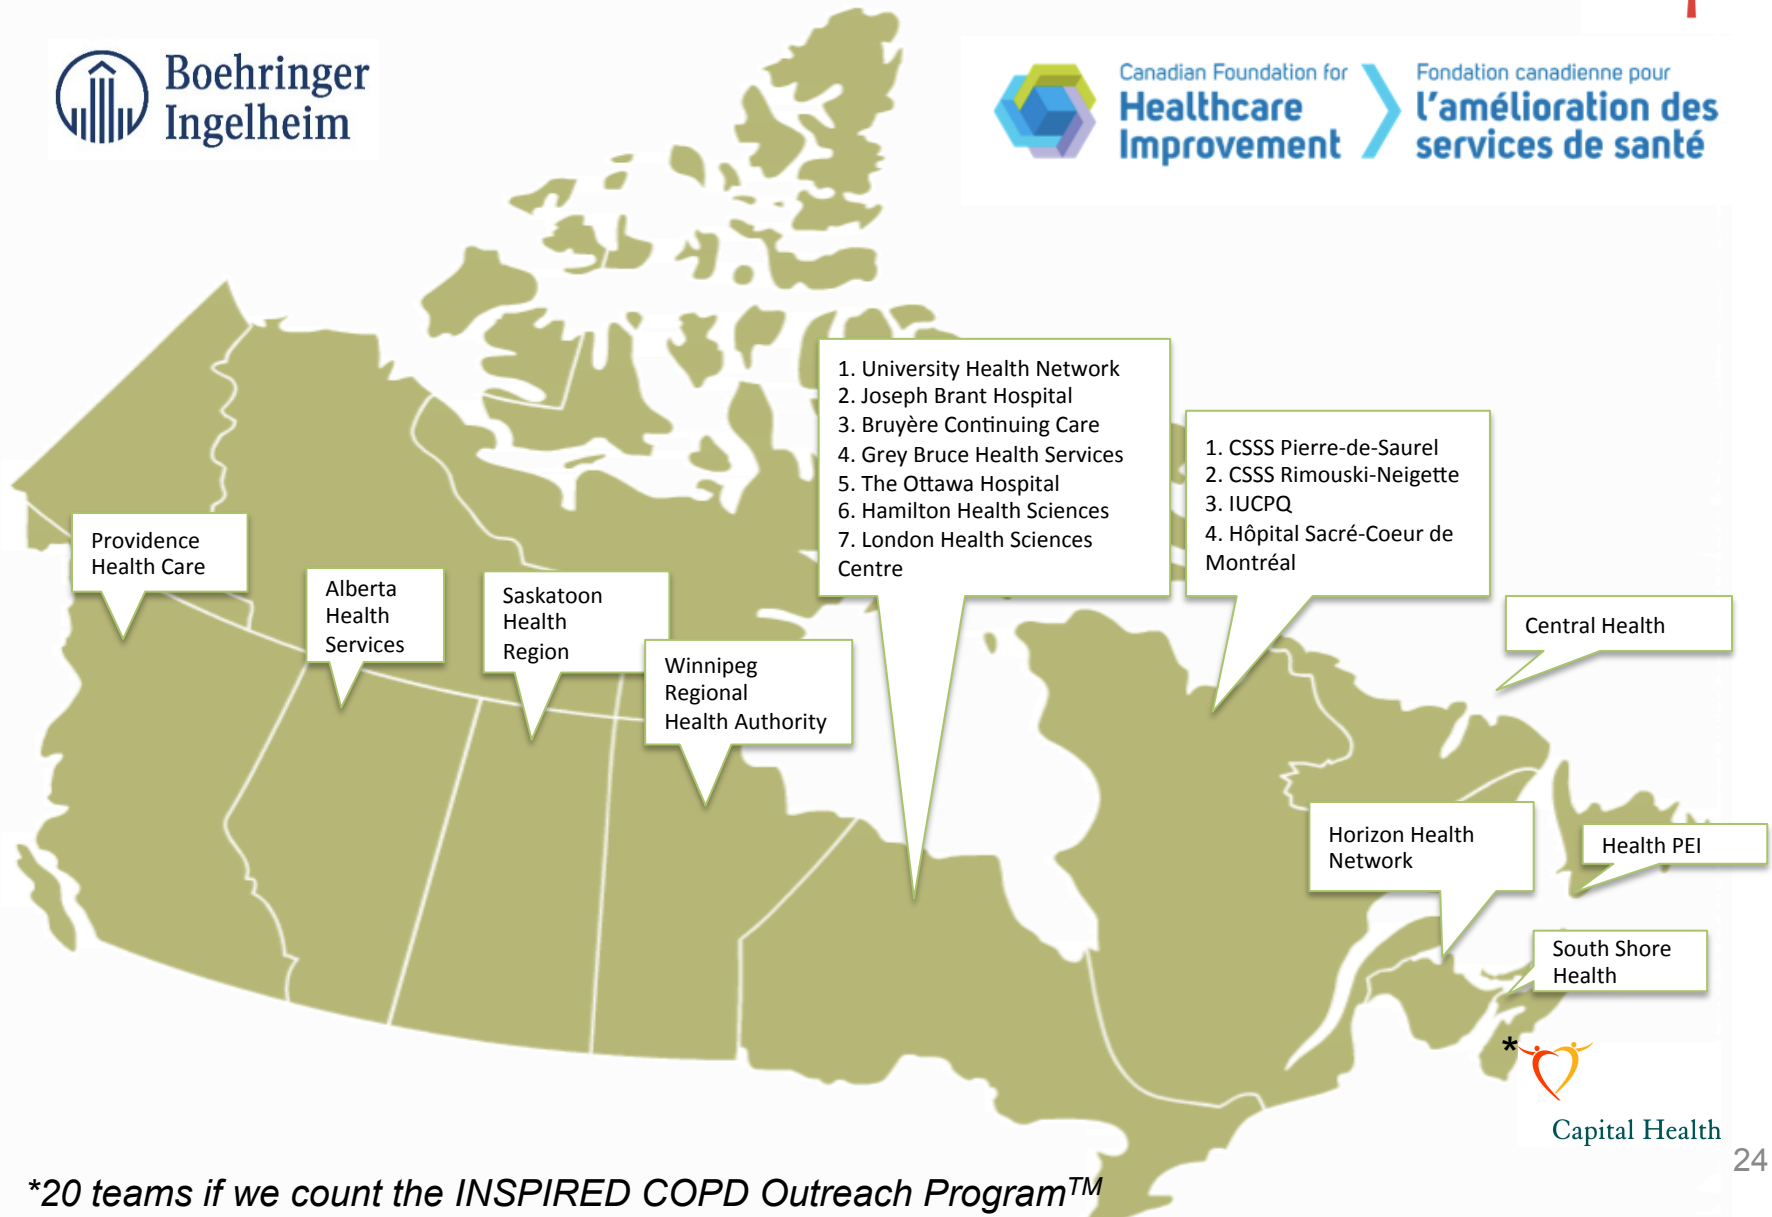 Boehringer
Ingelheim
Canadian Foundation for
Healthcare
Improvement
Fondation canadienne pour
l'amélioration des
services de santé
1. University Health Network
2. Joseph Brant Hospital
3. Bruyère Continuing Care
4. Grey Bruce Health Services
5. The Ottawa Hospital
6. Hamilton Health Sciences
7. London Health Sciences
Centre
1. CSSS Pierre-de-Saurel
2. CSSS Rimouski-Neigette
3. IUCPQ
4. Hôpital Sacré-Coeur de
Montréal
Providence
Health Care
Alberta
Health
Services
Saskatoon
Health
Region
Winnipeg
Regional
Health Authority
Central Health
Horizon Health
Network
Health PEI
South Shore
Health
*
Capital Health
24
*20 teams if we count the INSPIRED COPD Outreach Program™